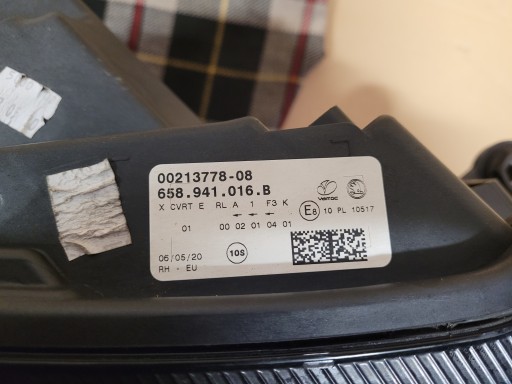 00213778-08
658.941.016.B
X CVRT E RL A 1 F3 K
01 00 02 01 04 01
E8 10 PL 10517
06/05/20
10S
RH - EU